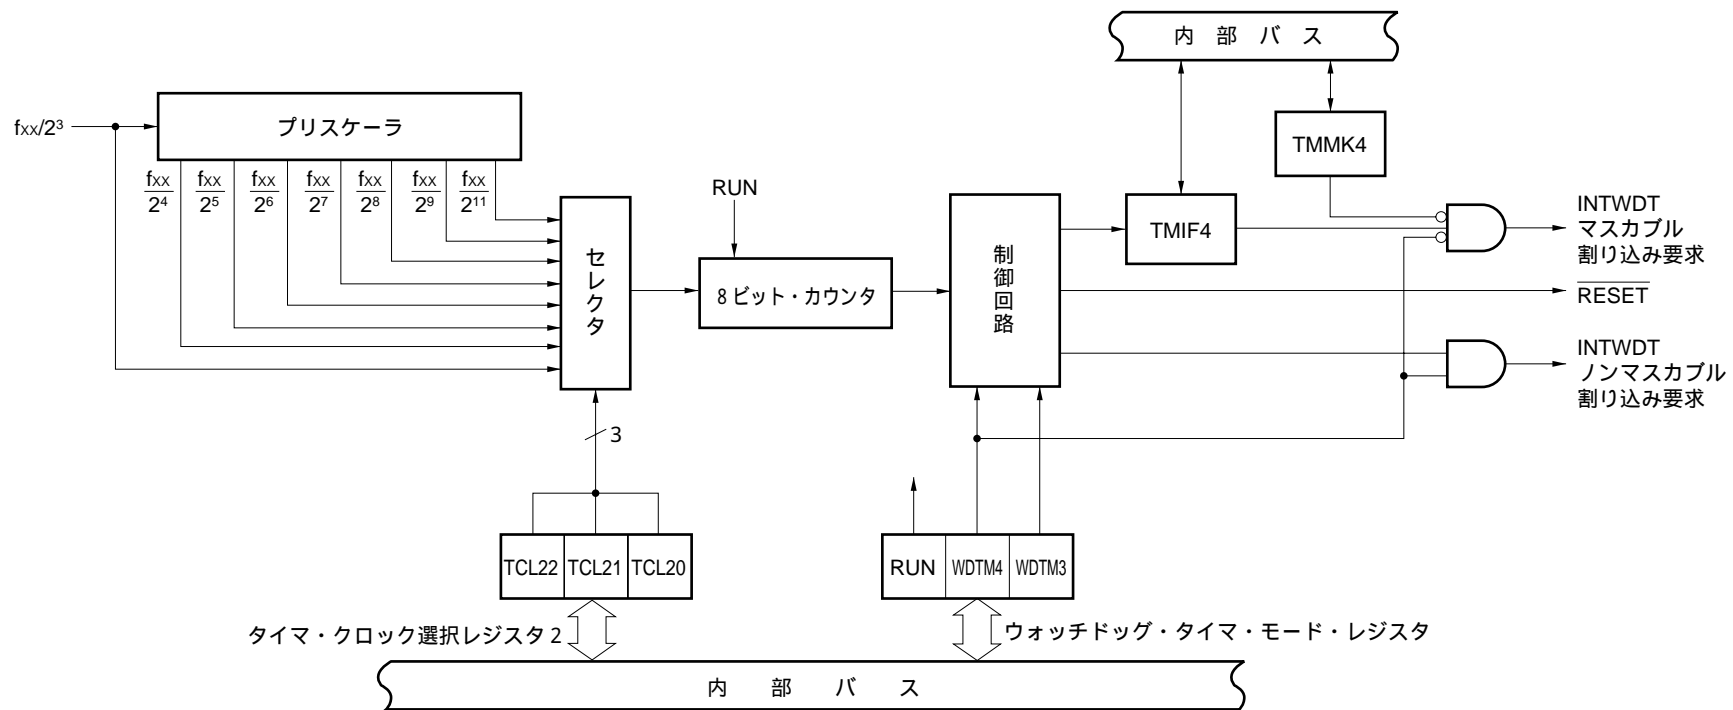 内 部 バ ス
fxx/2³
プリスケーラ
TMMK4
fxx/2⁴
fxx/2⁵
fxx/2⁶
fxx/2⁷
fxx/2⁸
fxx/2⁹
fxx/2¹¹
RUN
セレクタ
8 ビット・カウンタ
制御回路
TMIF4
INTWDT
マスカブル
割り込み要求
RESET
INTWDT
ノンマスカブル
割り込み要求
3
TCL22 TCL21 TCL20
RUN WDTM4 WDTM3
タイマ・クロック選択レジスタ 2
ウォッチドッグ・タイマ・モード・レジスタ
内 部 バ ス